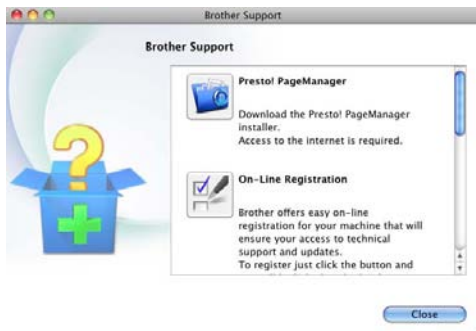 Brother Support
Brother Support
Presto! PageManager
Download the Presto! PageManager
installer.
Access to the internet is required.
On-Line Registration
Brother offers easy on-line
registration for your machine that will
ensure your access to technical
support and updates.
To register just click the button and
Close